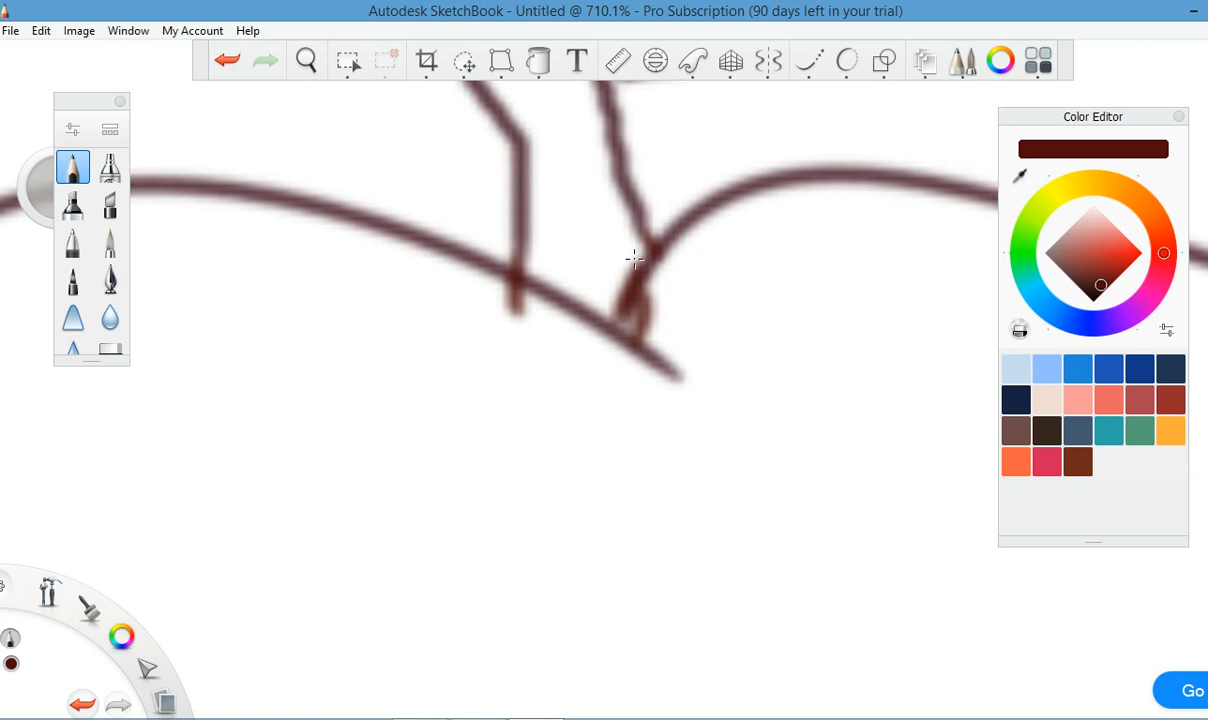 Autodesk SketchBook - Untitled @ 710.1% - Pro Subscription (90 days left in your trial)
File Edit Image Window My Account Help
T
Color Editor
Go